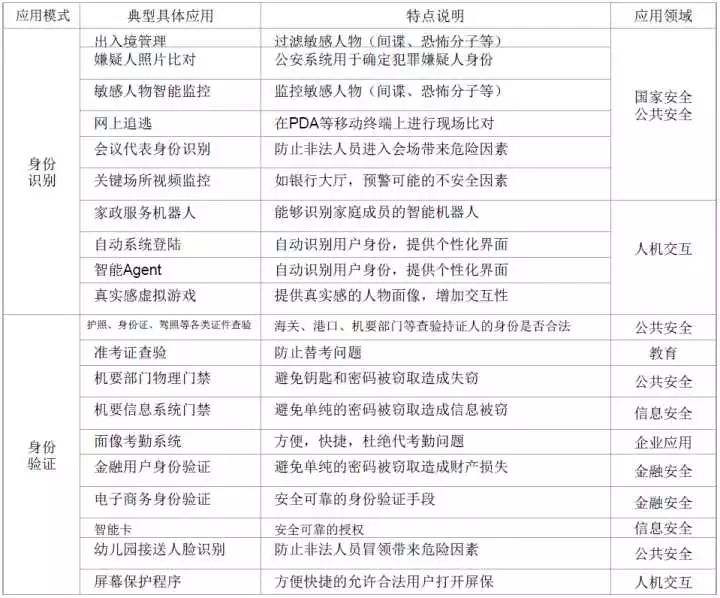 应用模式 典型具体应用 特点说明 应用领域
出入境管理 过滤敏感人物（间谍、恐怖分子等）
嫌疑人照片比对 公安系统用于确定犯罪嫌疑人身份
敏感人物智能监控 监控敏感人物（间谍、恐怖分子等）
国家安全
公共安全
网上追逃 在PDA等移动终端上进行现场比对
会议代表身份识别 防止非法人员进入会场带来危险因素
身份
识别
关键场所视频监控 如银行大厅，预警可能的不安全因素
家政服务机器人 能够识别家庭成员的智能机器人
自动系统登陆 自动识别用户身份，提供个性化界面
人机交互
智能Agent 自动识别用户身份，提供个性化界面
真实感虚拟游戏 提供真实感的人物面像，增加交互性
护照、身份证、驾照等各类证件查验 海关、港口、机要部门等查验持证人的身份是否合法 公共安全
准考证查验 防止替考问题 教育
机要部门物理门禁 避免钥匙和密码被窃取造成失窃 公共安全
机要信息系统门禁 避免单纯的密码被窃取造成信息被窃 信息安全
身份
验证
面像考勤系统 方便，快捷，杜绝代考勤问题 企业应用
金融用户身份验证 避免单纯的密码被窃取造成财产损失 金融安全
电子商务身份验证 安全可靠的身份验证手段 金融安全
智能卡 安全可靠的授权 信息安全
幼儿园接送人脸识别 防止非法人员冒领带来危险因素 公共安全
屏幕保护程序 方便快捷的允许合法用户打开屏保 人机交互